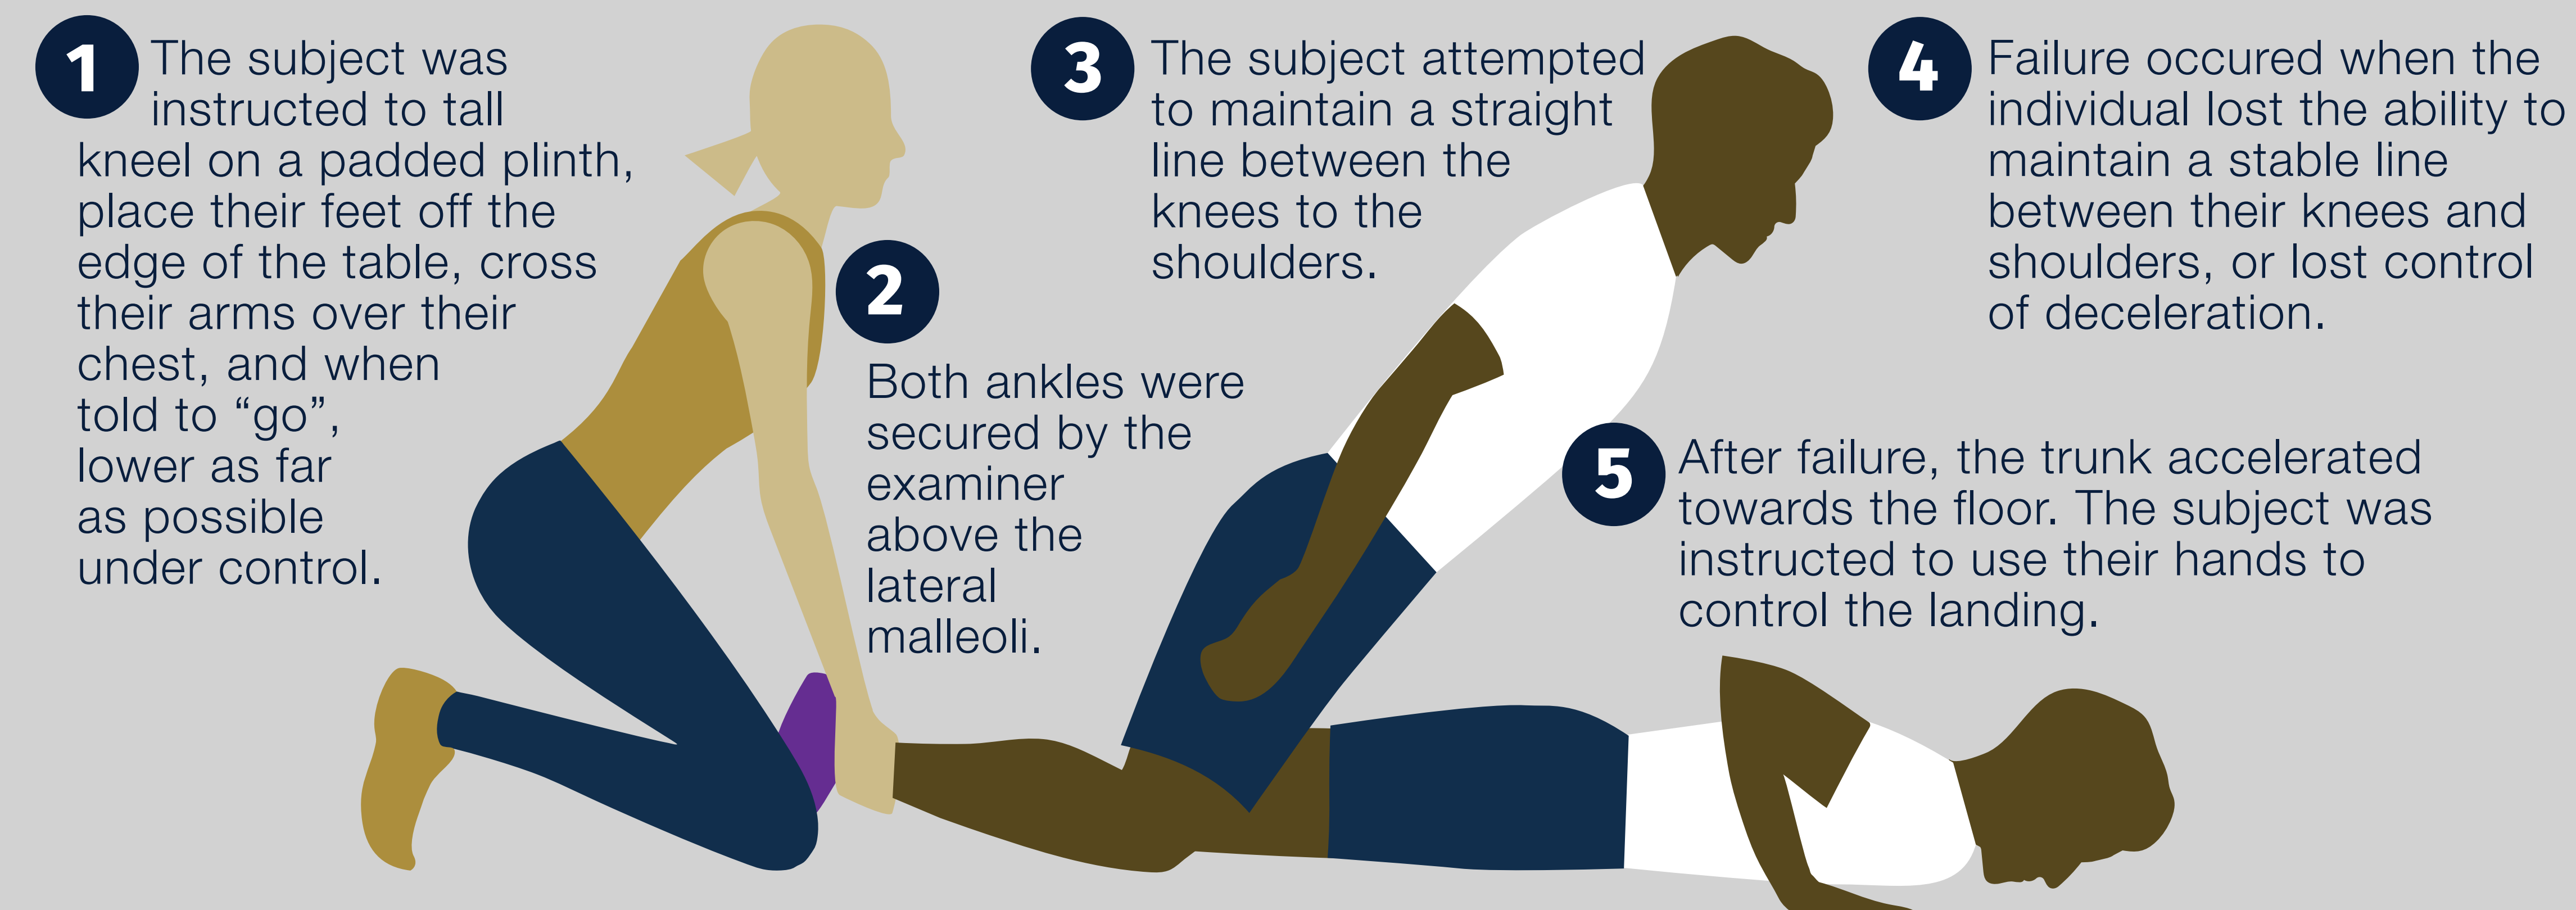 1
The subject was
instructed to tall
kneel on a padded plinth,
place their feet off the
edge of the table, cross
their arms over their
chest, and when
told to “go”,
lower as far
as possible
under control.
2
Both ankles were
secured by the
examiner
above the
lateral
malleoli.
3
The subject attempted
to maintain a straight
line between the
knees to the
shoulders.
4
Failure occured when the
individual lost the ability to
maintain a stable line
between their knees and
shoulders, or lost control
of deceleration.
5
After failure, the trunk accelerated
towards the floor. The subject was
instructed to use their hands to
control the landing.